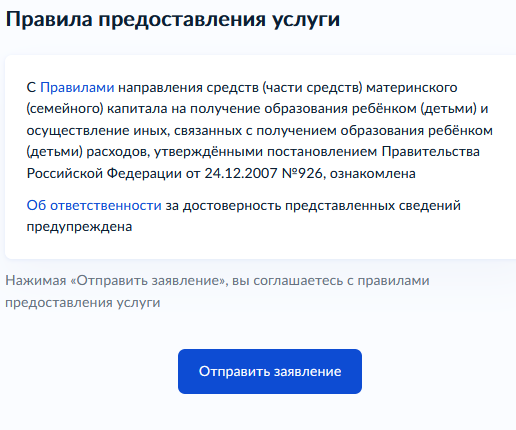 Правила предоставления услуги
С Правилами направления средств (части средств) материнского
(семейного) капитала на получение образования ребёнком (детьми) и
осуществление иных, связанных с получением образования ребёнком
(детьми) расходов, утверждёнными постановлением Правительства
Российской Федерации от 24.12.2007 №926, ознакомлена
Об ответственности за достоверность представленных сведений
предупреждена
Нажимая «Отправить заявление», вы соглашаетесь с правилами
предоставления услуги
Отправить заявление